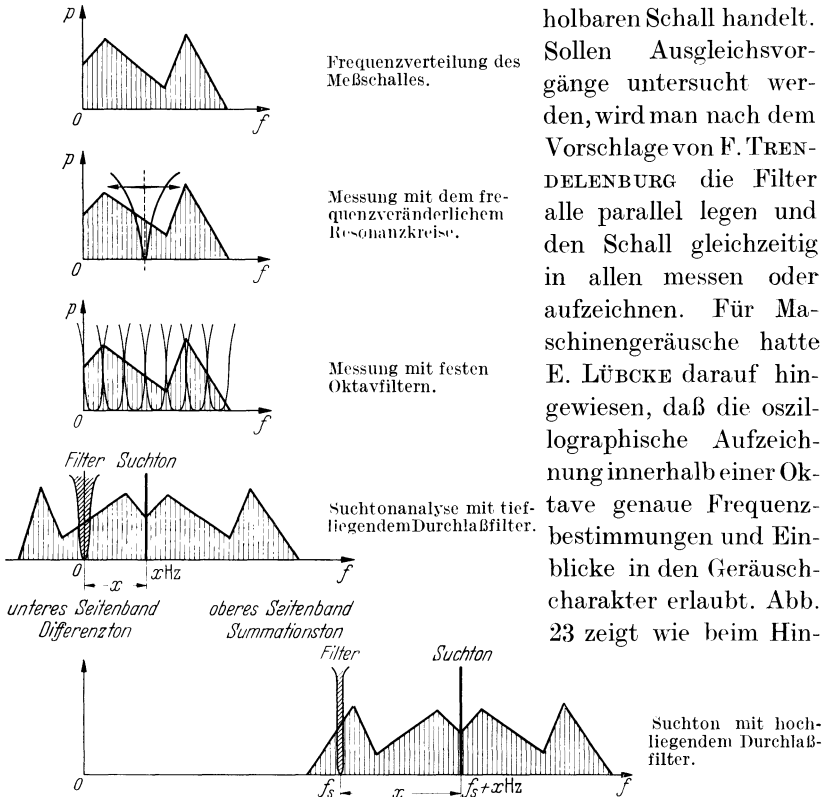 p
O
f
Frequenzverteilung des
Meßschalles.
p
O
f
Messung mit dem fre-
quenzveränderlichem
Resonanzkreise.
p
O
f
Messung mit festen
Oktavfiltern.
Filter Suchton
O
xHz
f
x
unteres Seitenband
Differenzton
oberes Seitenband
Summationston
Suchtonanalyse mit tief-
liegendem Durchlaßfilter.
Filter
Suchton
O
fs
x
fs+xHz
f
Suchton mit hoch-
liegendem Durchlaß-
filter.
holbaren Schall handelt.
Sollen Ausgleichsvor-
gänge untersucht wer-
den, wird man nach dem
Vorschlage von F. TREN-
DELENBURG die Filter
alle parallel legen und
den Schall gleichzeitig
in allen messen oder
aufzeichnen. Für Ma-
schinengeräusche hatte
E. LÜBCKE darauf hin-
gewiesen, daß die oszil-
lographische Aufzeich-
nung innerhalb einer Ok-
tave genaue Frequenz-
bestimmungen und Ein-
blicke in den Geräusch-
charakter erlaubt. Abb.
23 zeigt wie beim Hin-